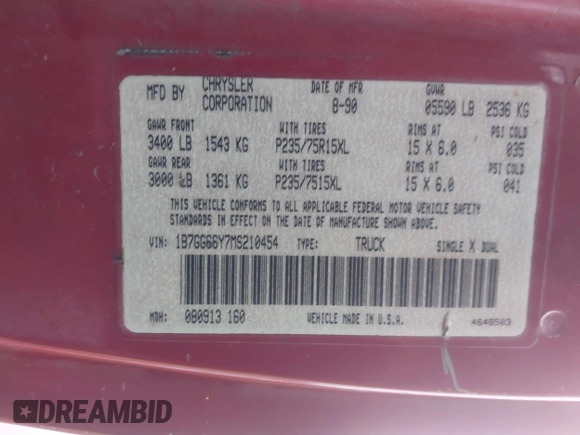 MFD BY CHRYSLER CORPORATION DATE OF MFR 8-90 GVWR 05590 LB 2536 KG
GAWR FRONT WITH TIRES RIMS AT PSI COLD
3400 LB 1543 KG P235/75R15XL 15 X 6.0 035
GAWR REAR WITH TIRES RIMS AT PSI COLD
3000 LB 1361 KG P235/7515XL 15 X 6.0 041
THIS VEHICLE CONFORMS TO ALL APPLICABLE FEDERAL MOTOR VEHICLE SAFETY
STANDARDS IN EFFECT ON THE DATE OF MANUFACTURE SHOWN ABOVE.
VIN: 1B7GG66Y7MS210454 TYPE: TRUCK SINGLE X DUAL
MDH: 080913 160 VEHICLE MADE IN U.S.A. 4648503
DREAMBID